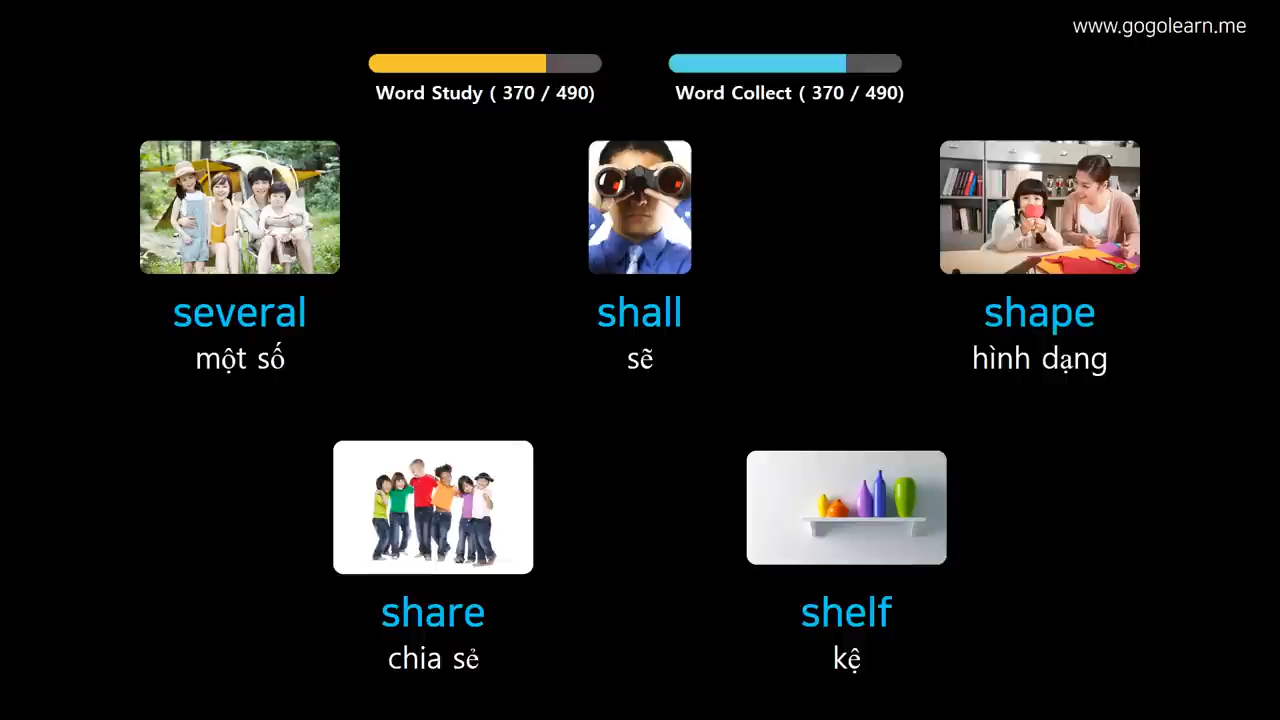 www.gogolearn.me
Word Study ( 370 / 490)
Word Collect ( 370 / 490)
several
một số
shall
sẽ
shape
hình dạng
share
chia sẻ
shelf
kệ